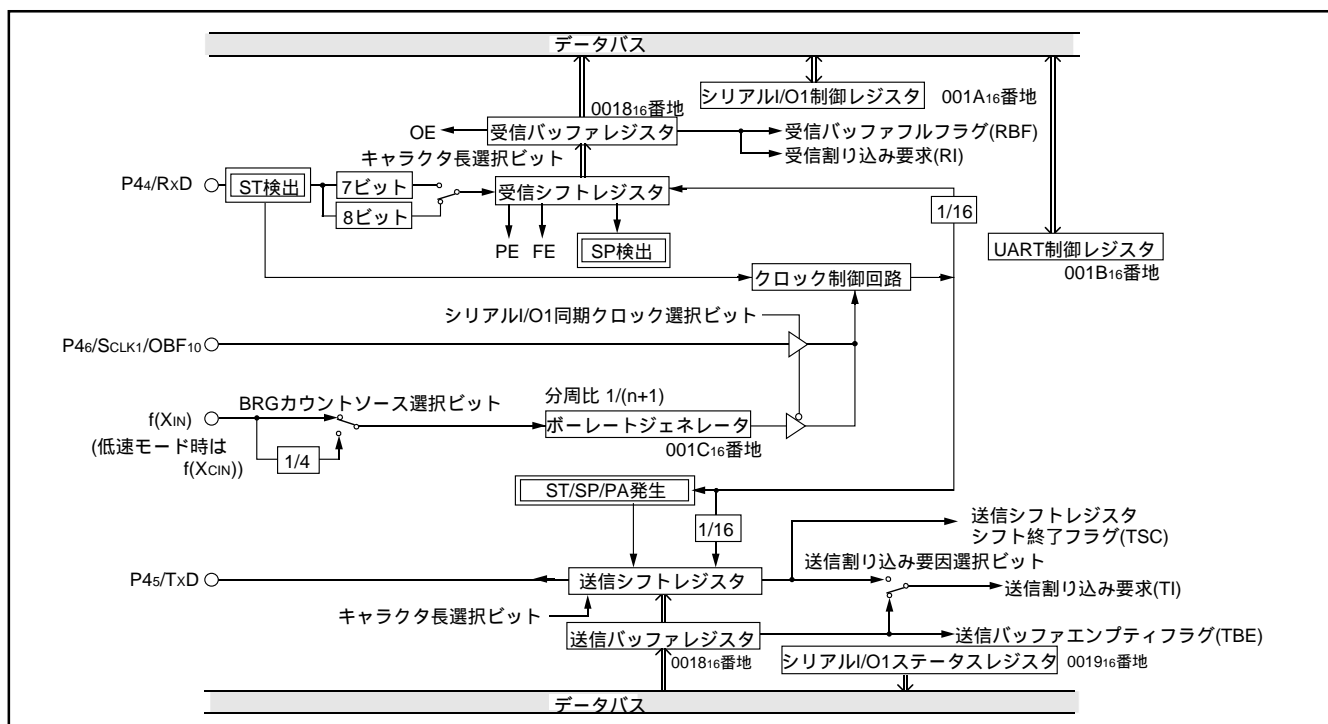 データバス
シリアルI/O1制御レジスタ 001A16番地
001816番地
OE 受信バッファレジスタ 受信バッファフルフラグ(RBF)
受信割り込み要求(RI)
キャラクタ長選択ビット
P44/RXD ST検出 7ビット 受信シフトレジスタ
8ビット
1/16
PE FE SP検出
UART制御レジスタ
001B16番地
クロック制御回路
シリアルI/O1同期クロック選択ビット
P46/SCLK1/OBF10
BRGカウントソース選択ビット
分周比 1/(n+1)
f(XIN) ボーレートジェネレータ
001C16番地
(低速モード時は
f(XCIN))
1/4
ST/SP/PA発生
1/16
送信シフトレジスタ
シフト終了フラグ(TSC)
送信割り込み要因選択ビット
P45/TXD 送信シフトレジスタ 送信割り込み要求(TI)
キャラクタ長選択ビット
送信バッファレジスタ 送信バッファエンプティフラグ(TBE)
001816番地
シリアルI/O1ステータスレジスタ 001916番地
データバス